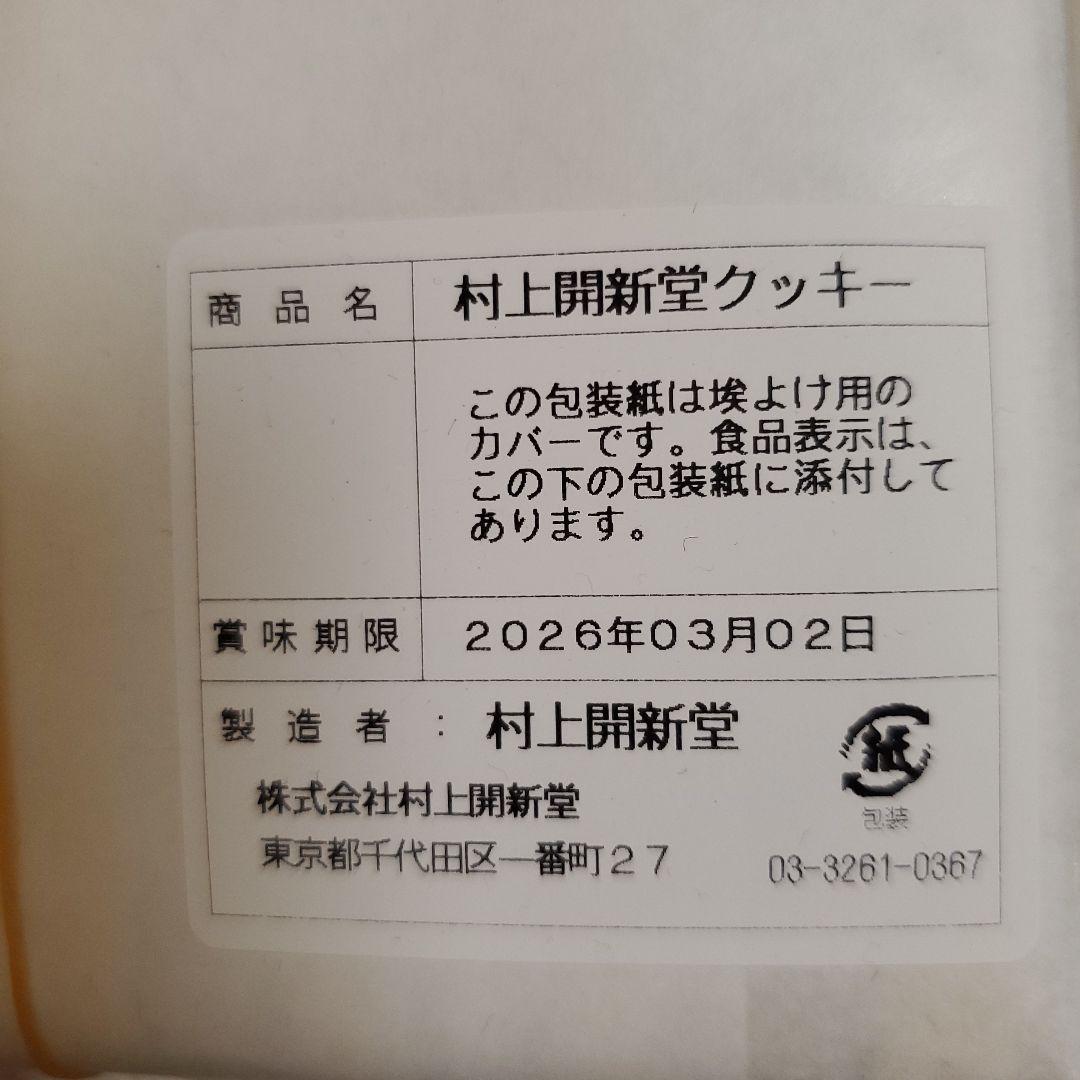 商品名 村上開新堂クッキー
この包装紙は埃よけ用の
カバーです。食品表示は、
この下の包装紙に添付して
あります。
賞味期限 2026年03月02日
製造者：村上開新堂
株式会社村上開新堂
東京都千代田区一番町27
03-3261-0367
紙
包装